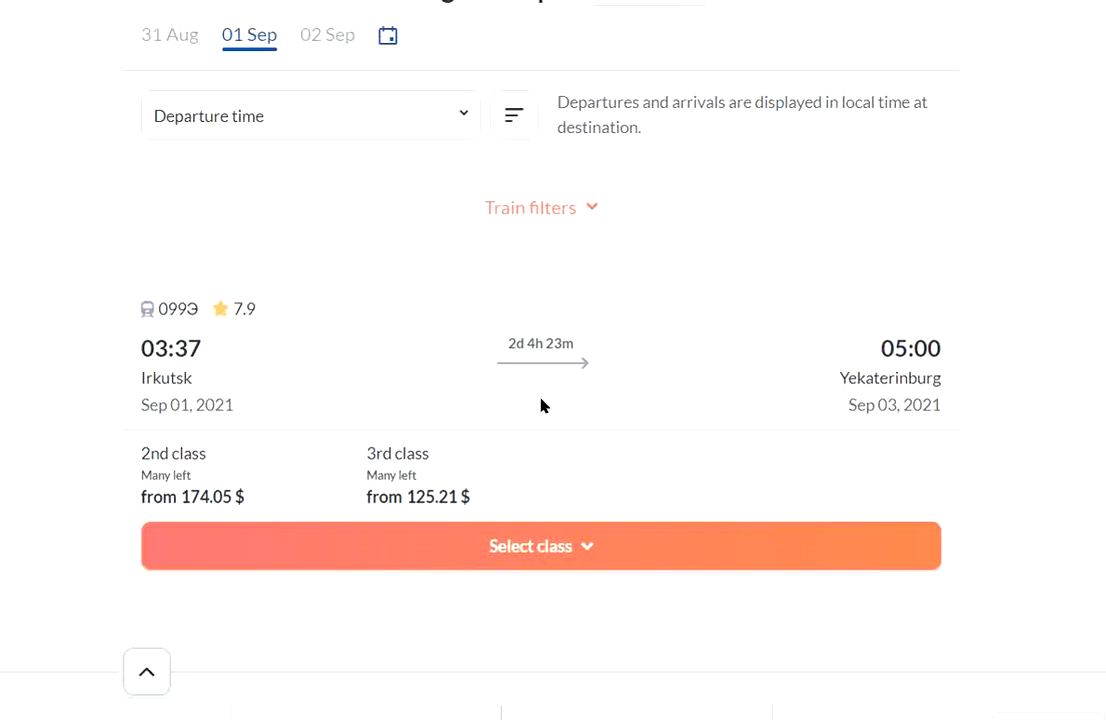 31 Aug 01 Sep 02 Sep
Departure time
Departures and arrivals are displayed in local time at
destination.
Train filters
099Э 7.9
03:37 2d 4h 23m 05:00
Irkutsk Yekaterinburg
Sep 01, 2021 Sep 03, 2021
2nd class 3rd class
Many left Many left
from 174.05 $ from 125.21 $
Select class